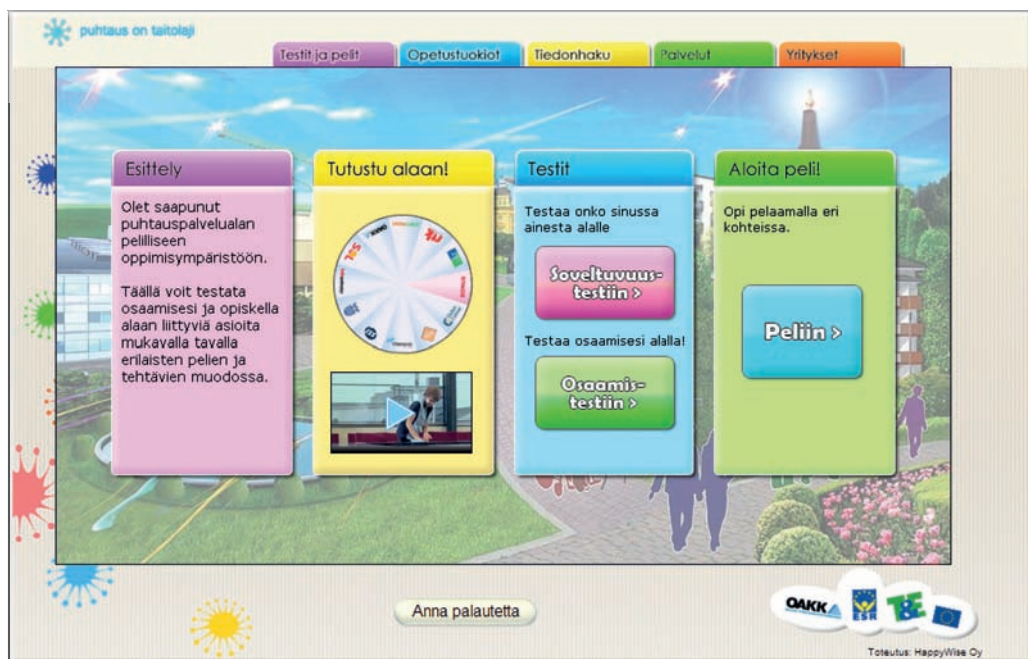 puhtaus on taitolaji
Testit ja pelit
Opetustuokiot
Tiedonhaku
Palvelut
Yritykset
Esittely
Olet saapunut
puhtauspalvelualan
pelilliseen
oppimisympäristöön.
Täällä voit testata
osaamisesi ja opiskella
alaan liittyviä asioita
mukavalla tavalla
erilaisten pelien ja
tehtävien muodossa.
Tutustu alaan!
SOL
Testit
Testaa onko sinussa
ainesta alalle
Soveltuvuus-
testiin >
Testaa osaamisesi alalla!
Osaamis-
testiin >
Aloita peli!
Opi pelaamalla eri
kohteissa.
Peliin >
Anna palautetta
OAKK
ESR
T&E
Toteutus: HappyWise Oy